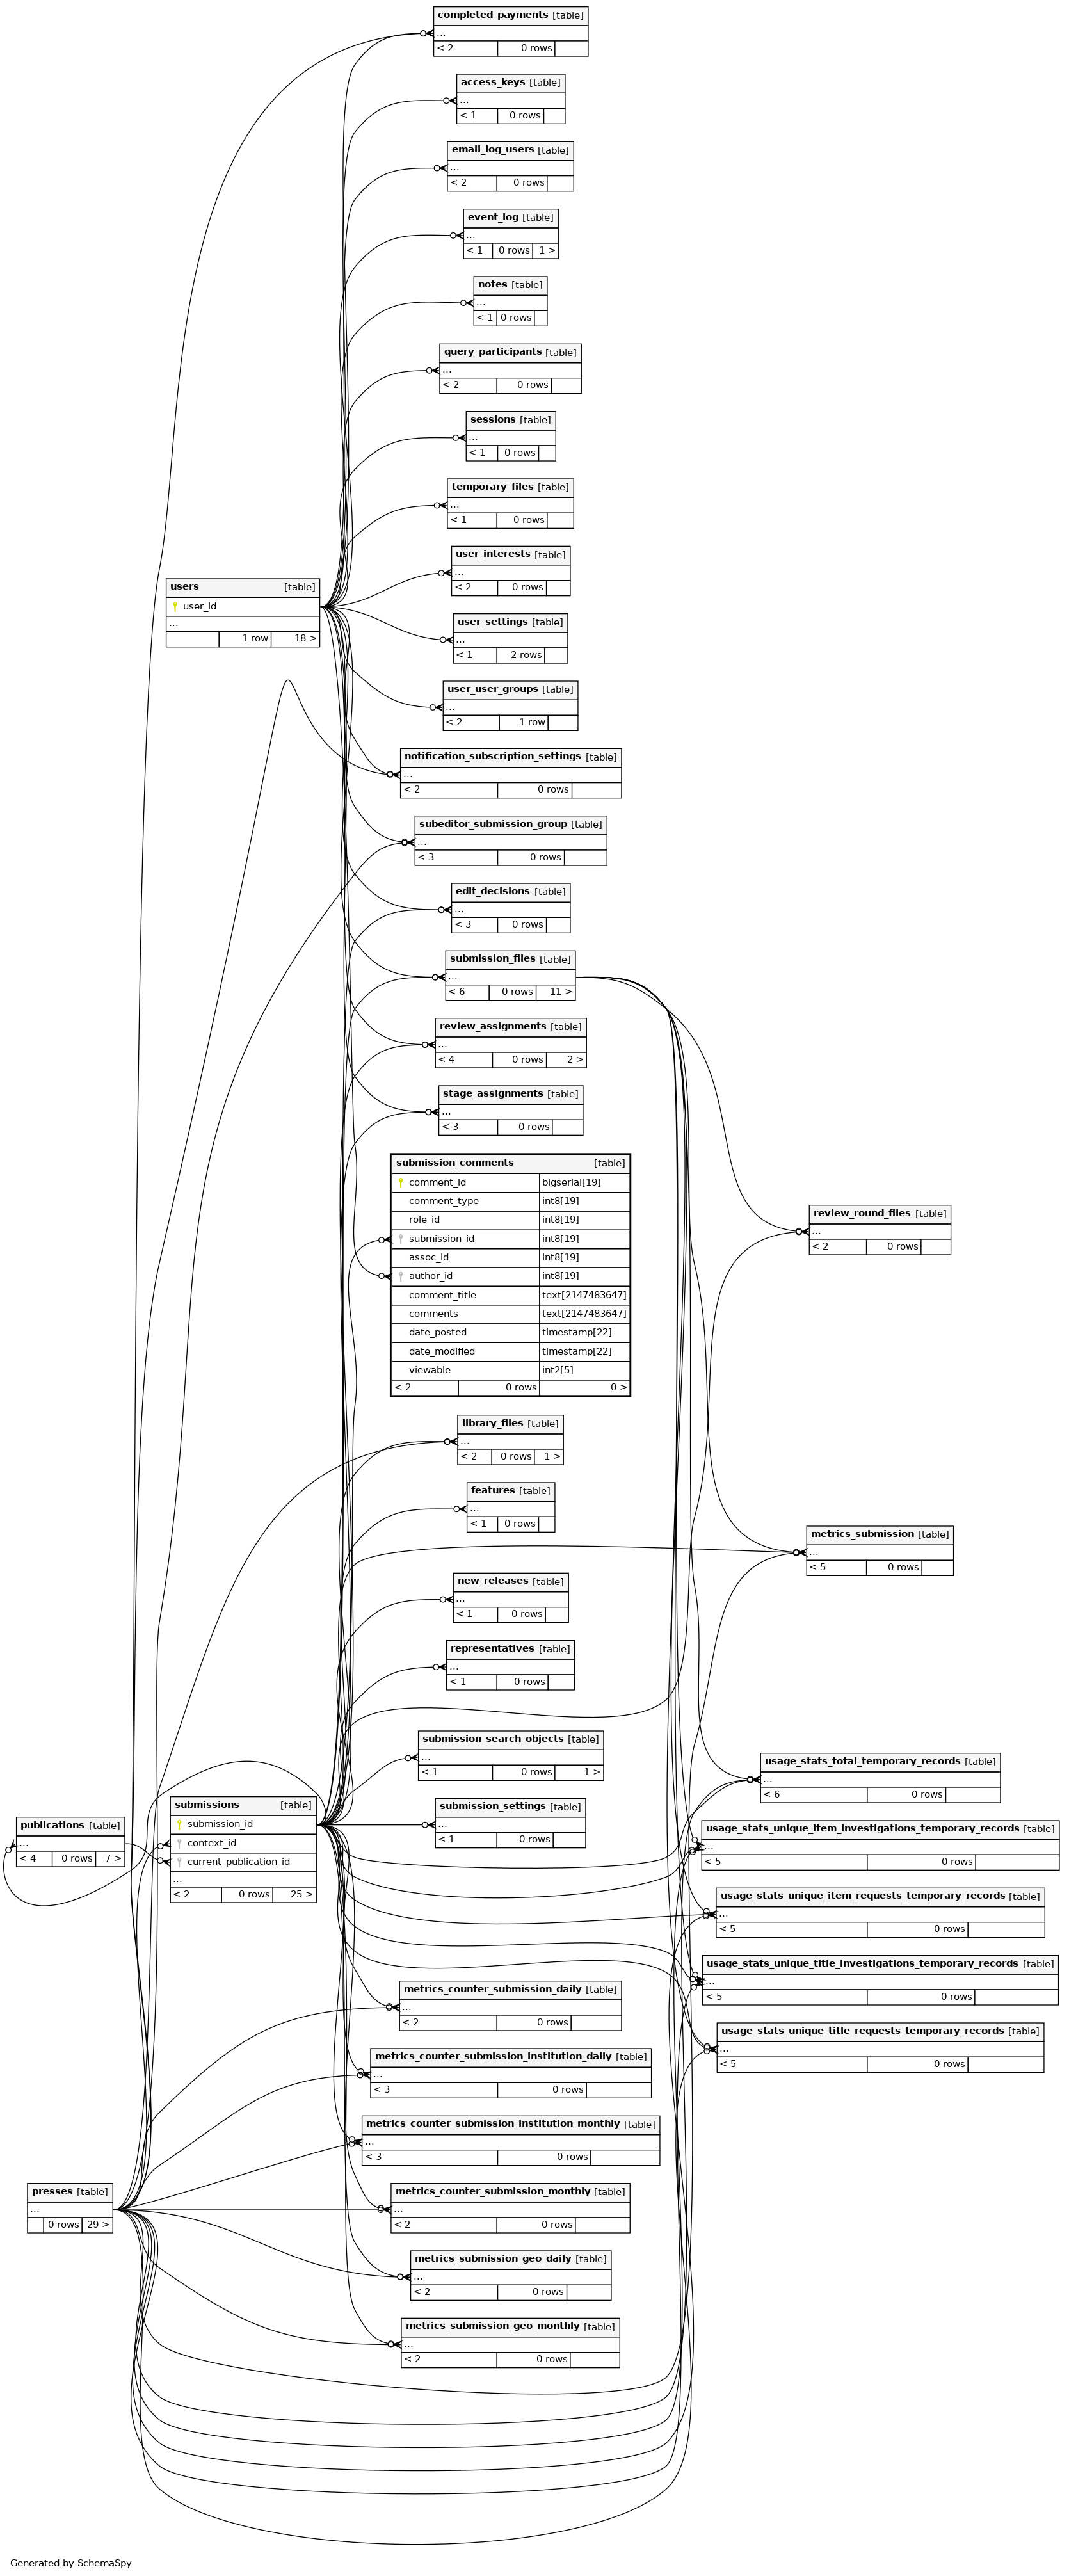 completed_payments [table]
...
< 2 0 rows
access_keys [table]
...
< 1 0 rows
email_log_users [table]
...
< 2 0 rows
event_log [table]
...
< 1 0 rows 1 >
notes [table]
...
< 1 0 rows
query_participants [table]
...
< 2 0 rows
sessions [table]
...
< 1 0 rows
temporary_files [table]
...
< 1 0 rows
user_interests [table]
...
< 2 0 rows
users [table]
user_id
...
1 row 18 >
user_settings [table]
...
< 1 2 rows
user_user_groups [table]
...
< 2 1 row
notification_subscription_settings [table]
...
< 2 0 rows
subeditor_submission_group [table]
...
< 3 0 rows
edit_decisions [table]
...
< 3 0 rows
submission_files [table]
...
< 6 0 rows 11 >
review_assignments [table]
...
< 4 0 rows 2 >
stage_assignments [table]
...
< 3 0 rows
submission_comments [table]
comment_id bigserial[19]
comment_type int8[19]
role_id int8[19]
submission_id int8[19]
assoc_id int8[19]
author_id int8[19]
comment_title text[2147483647]
comments text[2147483647]
date_posted timestamp[22]
date_modified timestamp[22]
viewable int2[5]
< 2 0 rows 0 >
review_round_files [table]
...
< 2 0 rows
library_files [table]
...
< 2 0 rows 1 >
features [table]
...
< 1 0 rows
metrics_submission [table]
...
< 5 0 rows
new_releases [table]
...
< 1 0 rows
representatives [table]
...
< 1 0 rows
submission_search_objects [table]
...
< 1 0 rows 1 >
usage_stats_total_temporary_records [table]
...
< 6 0 rows
submissions [table]
submission_id
context_id
current_publication_id
...
< 2 0 rows 25 >
submission_settings [table]
...
< 1 0 rows
publications [table]
...
< 4 0 rows 7 >
usage_stats_unique_item_investigations_temporary_records [table]
...
< 5 0 rows
usage_stats_unique_item_requests_temporary_records [table]
...
< 5 0 rows
usage_stats_unique_title_investigations_temporary_records [table]
...
< 5 0 rows
metrics_counter_submission_daily [table]
...
< 2 0 rows
usage_stats_unique_title_requests_temporary_records [table]
...
< 5 0 rows
metrics_counter_submission_institution_daily [table]
...
< 3 0 rows
metrics_counter_submission_institution_monthly [table]
...
< 3 0 rows
presses [table]
...
0 rows 29 >
metrics_counter_submission_monthly [table]
...
< 2 0 rows
metrics_submission_geo_daily [table]
...
< 2 0 rows
metrics_submission_geo_monthly [table]
...
< 2 0 rows
Generated by SchemaSpy